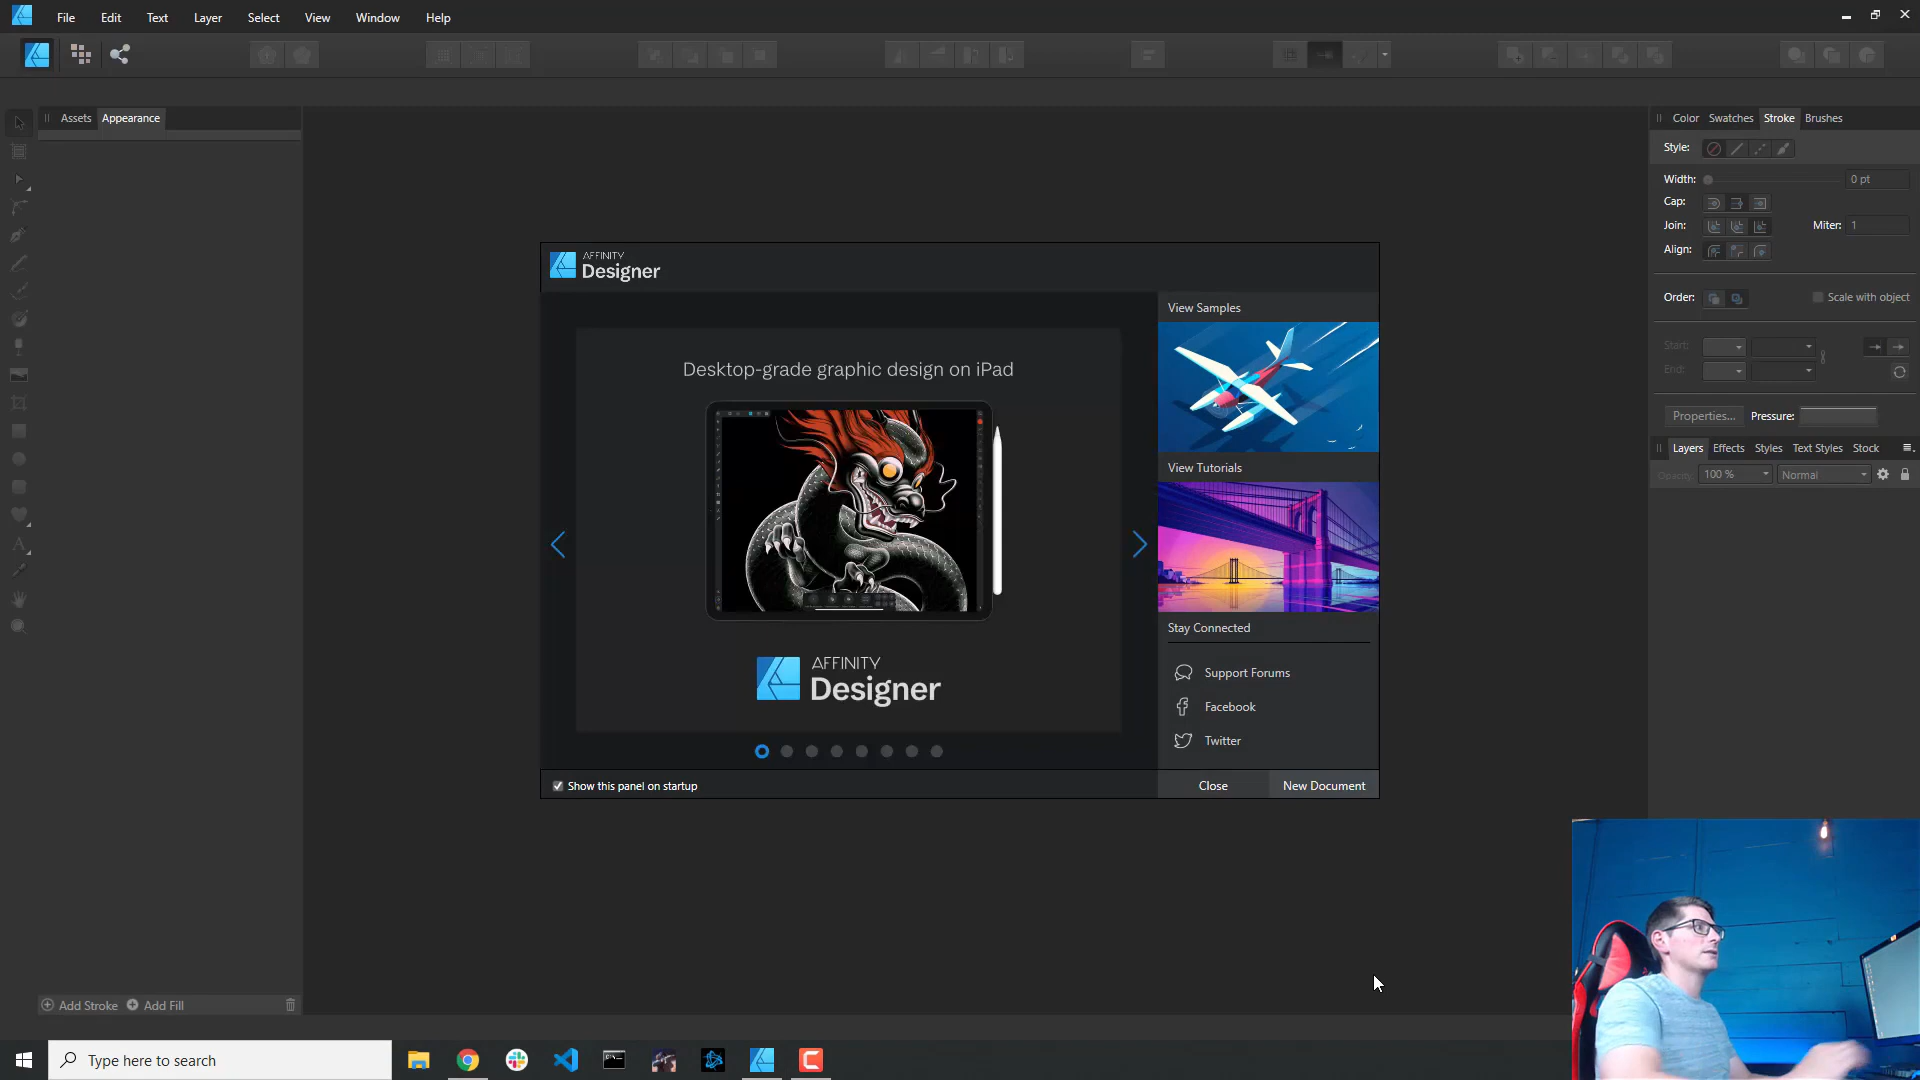 File Edit Text Layer Select View Window Help
Assets Appearance
Color Swatches Stroke Brushes
Style:
Width: 0 pt
Cap:
Join: Miter: 1
Align:
Order: Scale with object
Start:
End:
Properties... Pressure:
Layers Effects Styles Text Styles Stock
Opacity: 100 % Normal
AFFINITY
Designer
Desktop-grade graphic design on iPad
AFFINITY
Designer
View Samples
View Tutorials
Stay Connected
Support Forums
Facebook
Twitter
Show this panel on startup
Close New Document
Add Stroke Add Fill
Type here to search